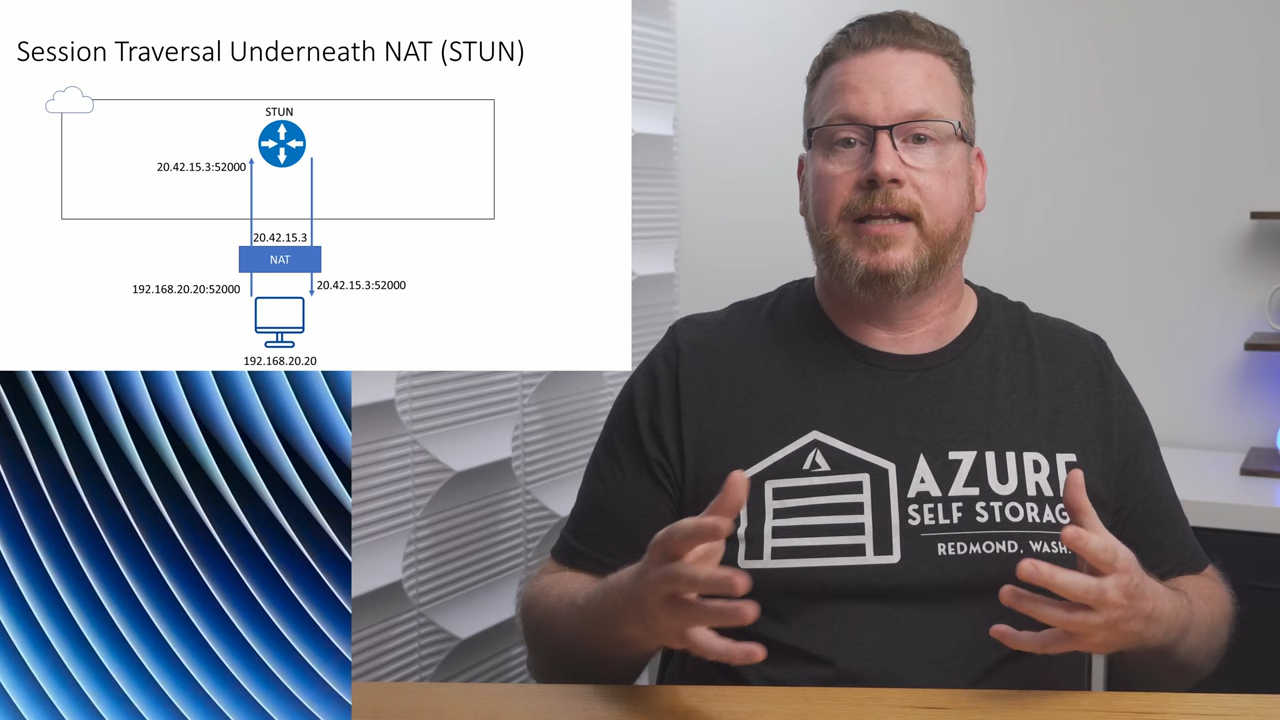 Session Traversal Underneath NAT (STUN)
STUN
20.42.15.3:52000
20.42.15.3
NAT
192.168.20.20:52000
20.42.15.3:52000
192.168.20.20
AZURE
SELF STORAG
REDMOND, WASH.